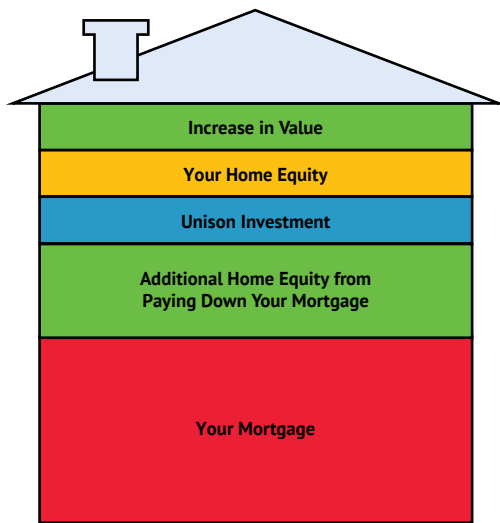 Increase in Value
Your Home Equity
Unison Investment
Additional Home Equity from
Paying Down Your Mortgage
Your Mortgage